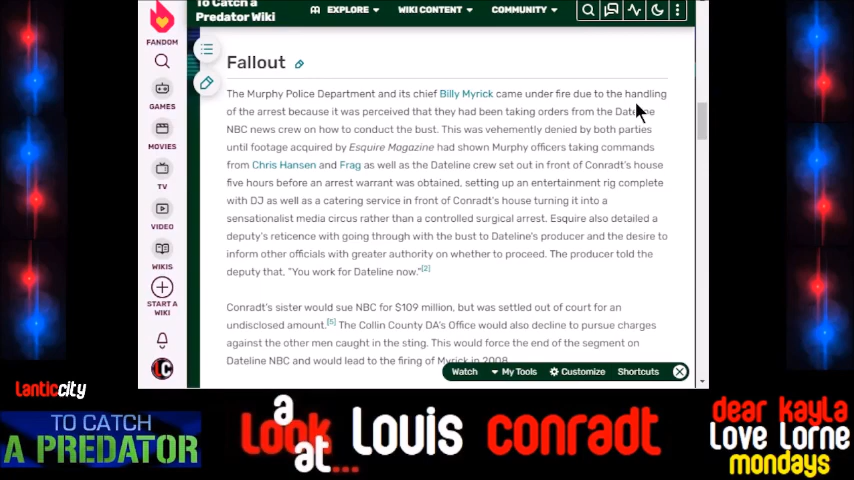 To Catch a
Predator Wiki
EXPLORE
WIKI CONTENT
COMMUNITY
FANDOM
GAMES
MOVIES
TV
VIDEO
WIKIS
START A
WIKI
Fallout
The Murphy Police Department and its chief Billy Myrick came under fire due to the handling
of the arrest because it was perceived that they had been taking orders from the Dateline
NBC news crew on how to conduct the bust. This was vehemently denied by both parties
until footage acquired by Esquire Magazine had shown Murphy officers taking commands
from Chris Hansen and Frag as well as the Dateline crew set out in front of Conradt's house
five hours before an arrest warrant was obtained, setting up an entertainment rig complete
with DJ as well as a catering service in front of Conradt's house turning it into a
sensationalist media circus rather than a controlled surgical arrest. Esquire also detailed a
deputy's reticence with going through with the bust to Dateline's producer and the desire to
inform other officials with greater authority on whether to proceed. The producer told the
deputy that, "You work for Dateline now."[2]
Conradt's sister would sue NBC for $109 million, but was settled out of court for an
undisclosed amount.[5] The Collin County DA's Office would also decline to pursue charges
against the other men caught in the sting. This would force the end of the segment on
Dateline NBC and would lead to the firing of Myrick in 2008.
Watch
My Tools
Customize
Shortcuts
LC
Lanticcity
TO CATCH
A PREDATOR
a
Look
at...
Louis conradt
dear kayla
Love Lorne
mondays